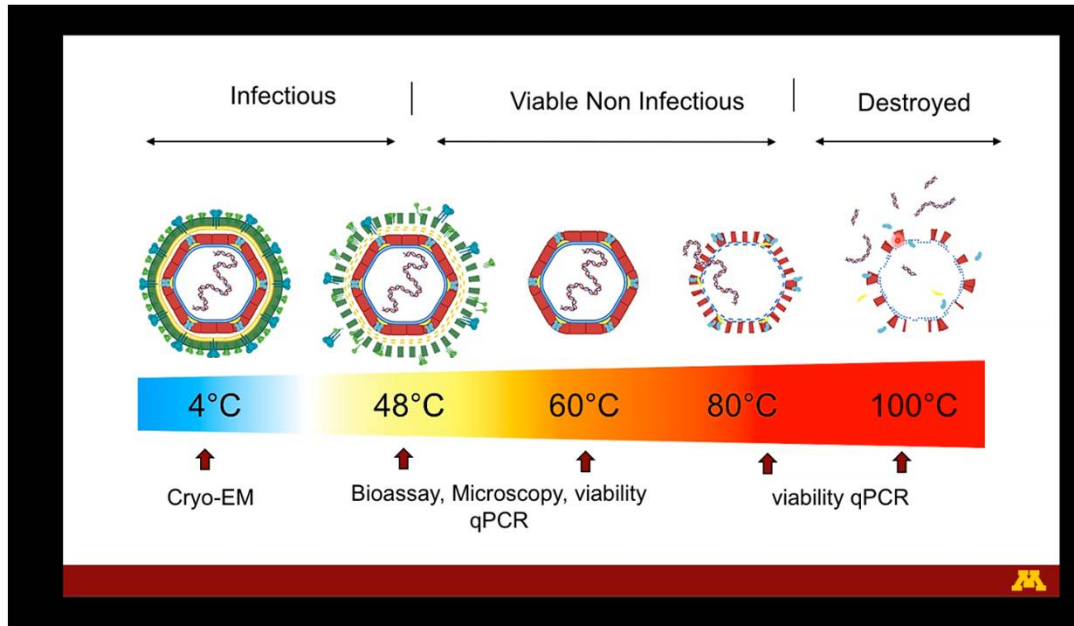 Infectious
Viable Non Infectious
Destroyed
4°C
48°C
60°C
80°C
100°C
Cryo-EM
Bioassay, Microscopy, viability
qPCR
viability qPCR
M